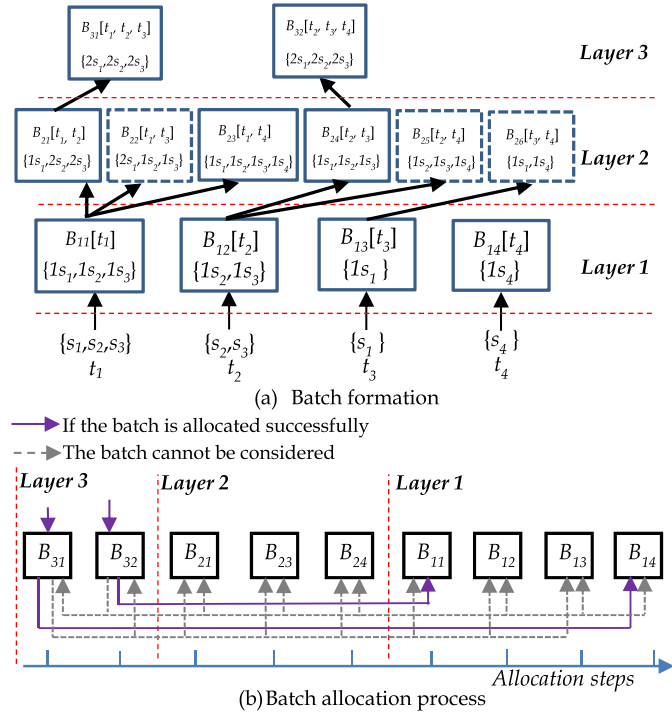 B31[t1, t2, t3]
{2s1,2s2,2s3}
B32[t2, t3, t4]
{2s1,2s2,2s3}
Layer 3
B21[t1, t2]
{1s1,2s2,2s3}
B22[t1, t3]
{2s1,1s2,1s3}
B23[t1, t4]
{1s1,1s2,1s3,1s4}
B24[t2, t3]
{1s1,1s2,1s3}
B25[t2, t4]
{1s2,1s3,1s4}
B26[t3, t4]
{1s1,1s4}
Layer 2
B11[t1]
{1s1,1s2,1s3}
B12[t2]
{1s2,1s3}
B13[t3]
{1s1 }
B14[t4]
{1s4}
Layer 1
{s1,s2,s3} {s2,s3} {s1 } {s4 }
t1 t2 t3 t4
(a) Batch formation
If the batch is allocated successfully
The batch cannot be considered
Layer 3 Layer 2 Layer 1
B31 B32 B21 B23 B24 B11 B12 B13 B14
Allocation steps
(b)Batch allocation process